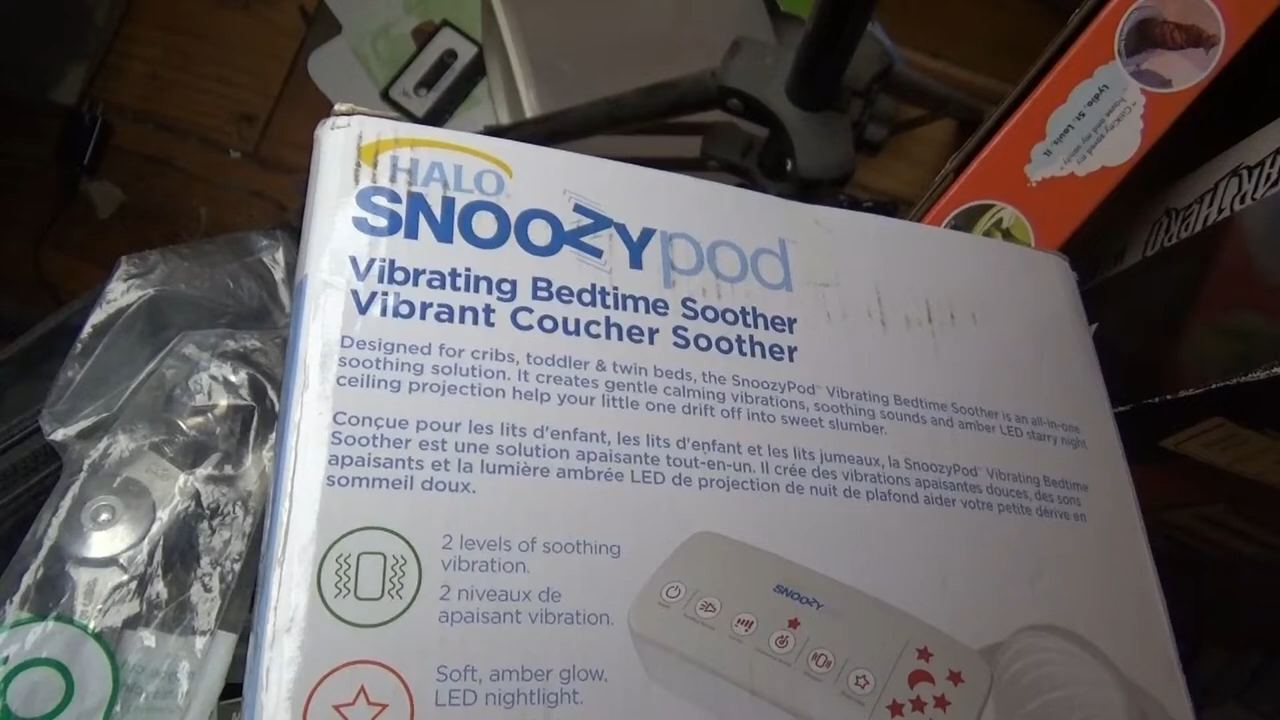 HALO
SNOOZYpod
Vibrating Bedtime Soother
Vibrant Coucher Soother
Designed for cribs, toddler & twin beds, the SnoozyPod™ Vibrating Bedtime Soother is an all-in-one
soothing solution. It creates gentle calming vibrations, soothing sounds and amber LED starry night
ceiling projection help your little one drift off into sweet slumber.
Conçue pour les lits d'enfant, les lits d'enfant et les lits jumeaux, la SnoozyPod™ Vibrating Bedtime
Soother est une solution apaisante tout-en-un. Il crée des vibrations apaisantes douces, des sons
apaisants et la lumière ambrée LED de projection de nuit de plafond aider votre petite dérive en
sommeil doux.
2 levels of soothing
vibration.
2 niveaux de
apaisant vibration.
Soft, amber glow,
LED nightlight.
SNOOZY
Lydia, St. Louis, IL